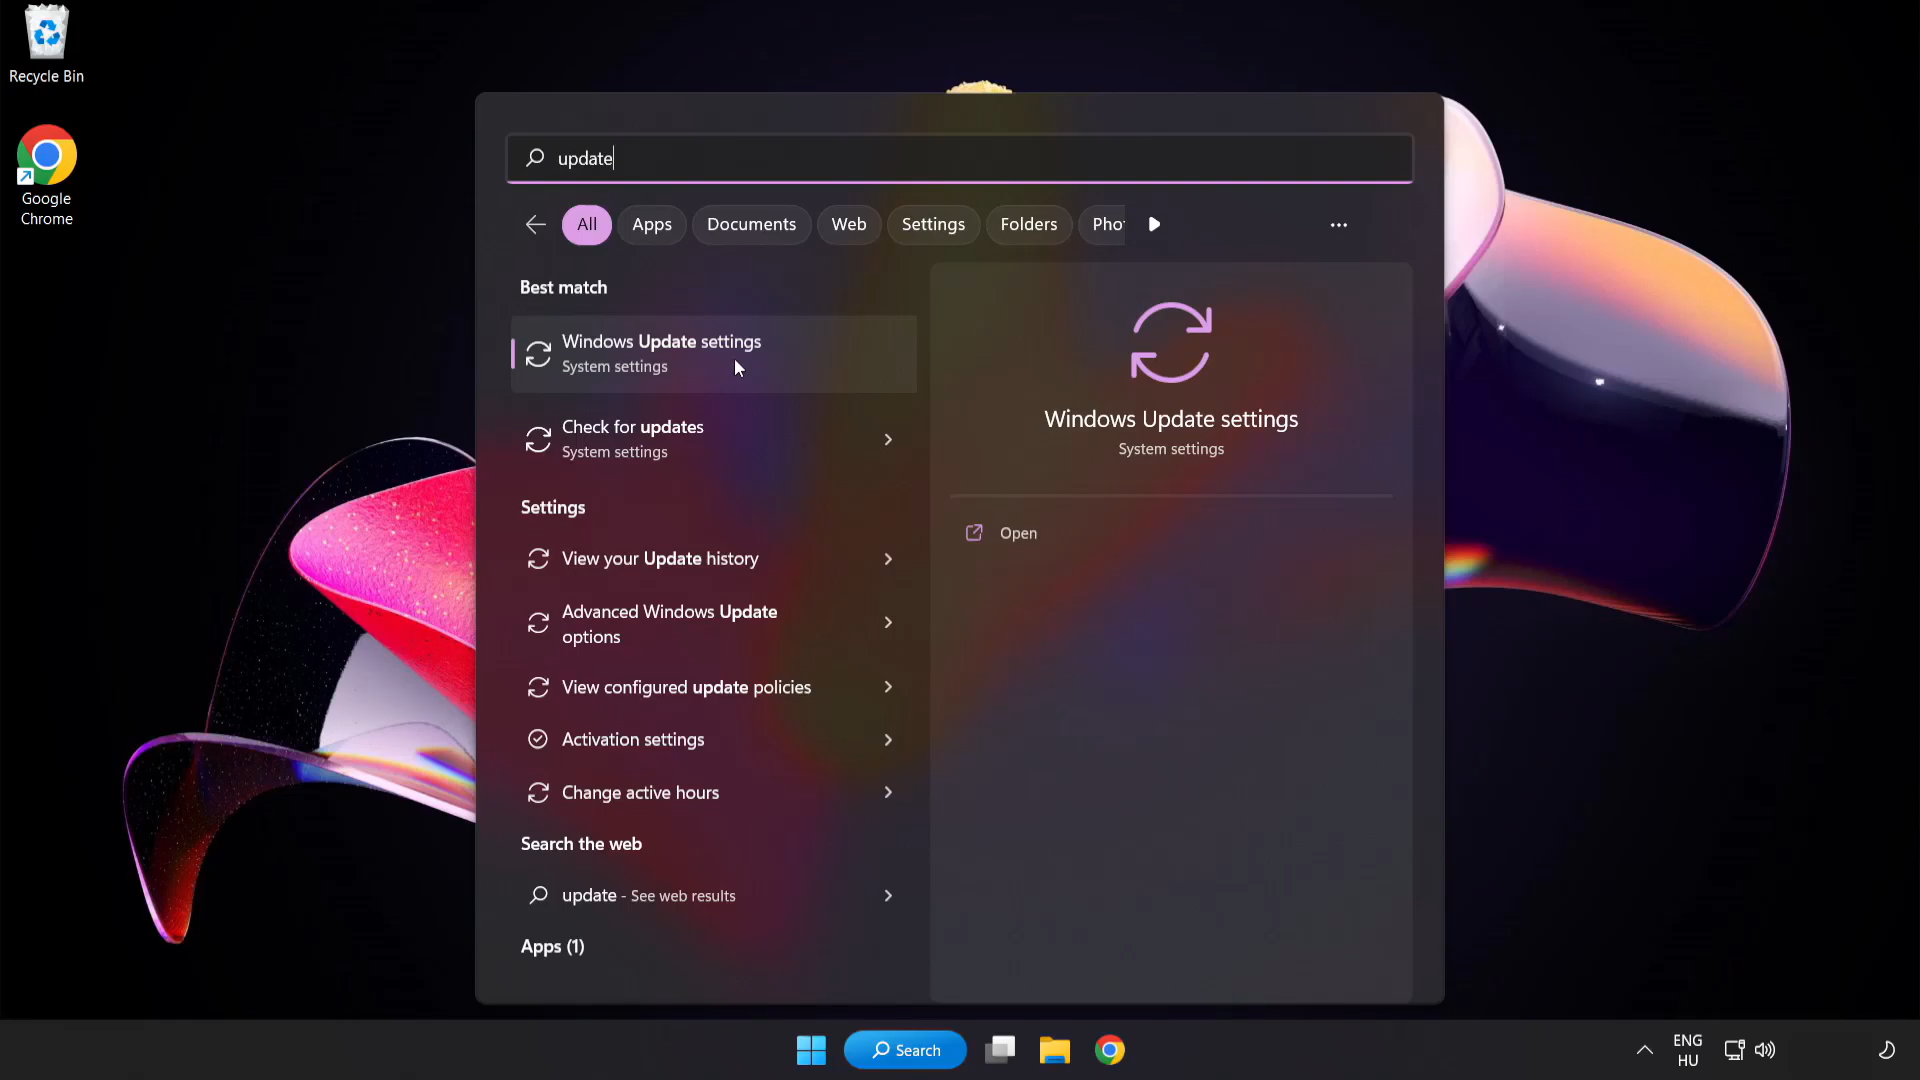 Recycle Bin
Google
Chrome
update
All
Apps
Documents
Web
Settings
Folders
Pho
Best match
Windows Update settings
System settings
Check for updates
System settings
Settings
View your Update history
Advanced Windows Update
options
View configured update policies
Activation settings
Change active hours
Search the web
update - See web results
Apps (1)
Windows Update settings
System settings
Open
Search
ENG
HU